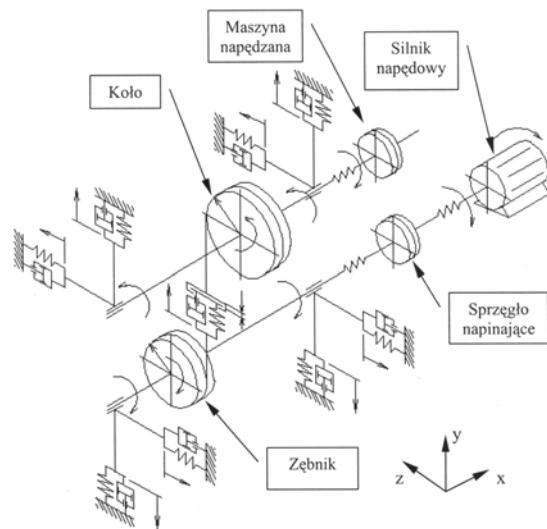 Maszyna
napędzana
Silnik
napędowy
Koło
Sprzęgło
napinające
Zębnik
y
z
x